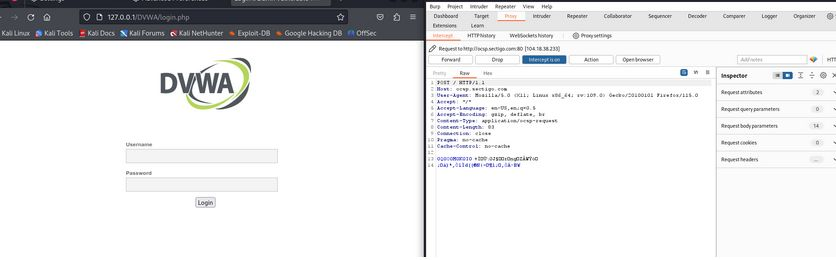 127.0.0.1/DVWA/login.php
Kali Linux Kali Tools Kali Docs Kali Forums Kali NetHunter Exploit-DB Google Hacking DB OffSec
DVWA
Username
Password
Login
Burp Project Intruder Repeater View Help
Dashboard Target Proxy Intruder Repeater Collaborator Sequencer Decoder Comparer Logger Organizer
Extensions Learn
Intercept HTTP history WebSockets history Proxy settings
Request to http://ocsp.sectigo.com:80 [104.18.38.233]
Forward Drop Intercept is on Action Open browser Add notes
Pretty Raw Hex
Inspector
1 POST / HTTP/1.1
2 Host: ocsp.sectigo.com
3 User-Agent: Mozilla/5.0 (X11; Linux x86_64; rv:109.0) Gecko/20100101 Firefox/115.0
4 Accept: */*
5 Accept-Language: en-US,en;q=0.5
6 Accept-Encoding: gzip, deflate, br
7 Content-Type: application/ocsp-request
8 Content-Length: 83
9 Connection: close
10 Pragma: no-cache
11 Cache-Control: no-cache
12
13
14
Request attributes 2
Request query parameters 0
Request body parameters 14
Request cookies 0
Request headers ...